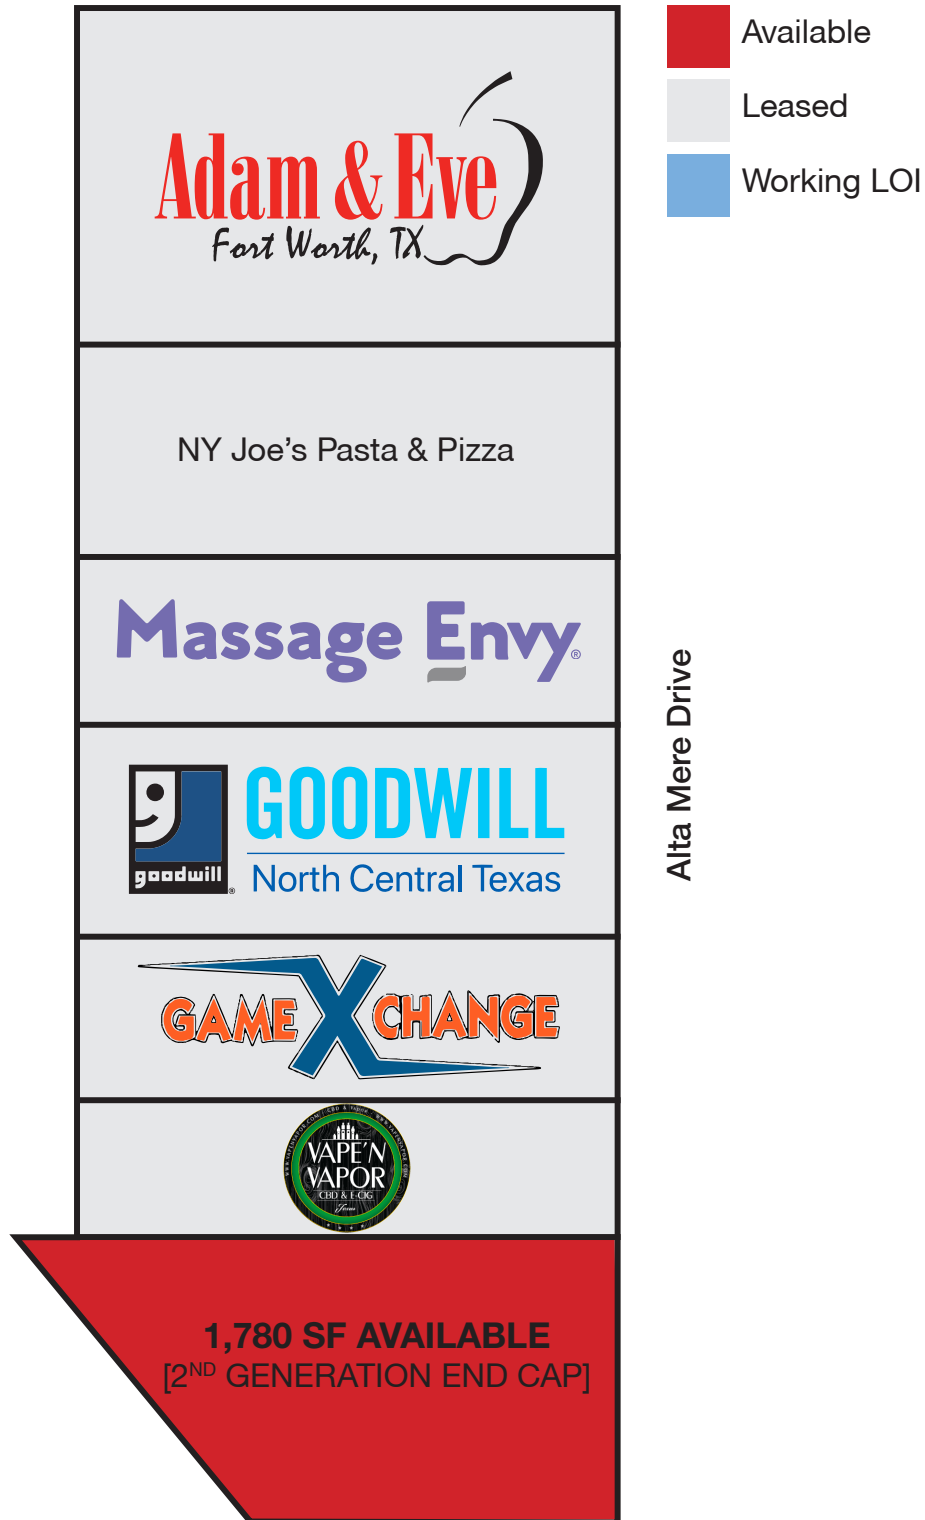 Available
Leased
Working LOI
Adam & Eve
Fort Worth, TX
NY Joe's Pasta & Pizza
Massage Envy®
GOODWILL
goodwill®
North Central Texas
Alta Mere Drive
GAME X CHANGE
VAPE'N
VAPOR
CBD & E-CIG
Texas
1,780 SF AVAILABLE
[2ND GENERATION END CAP]